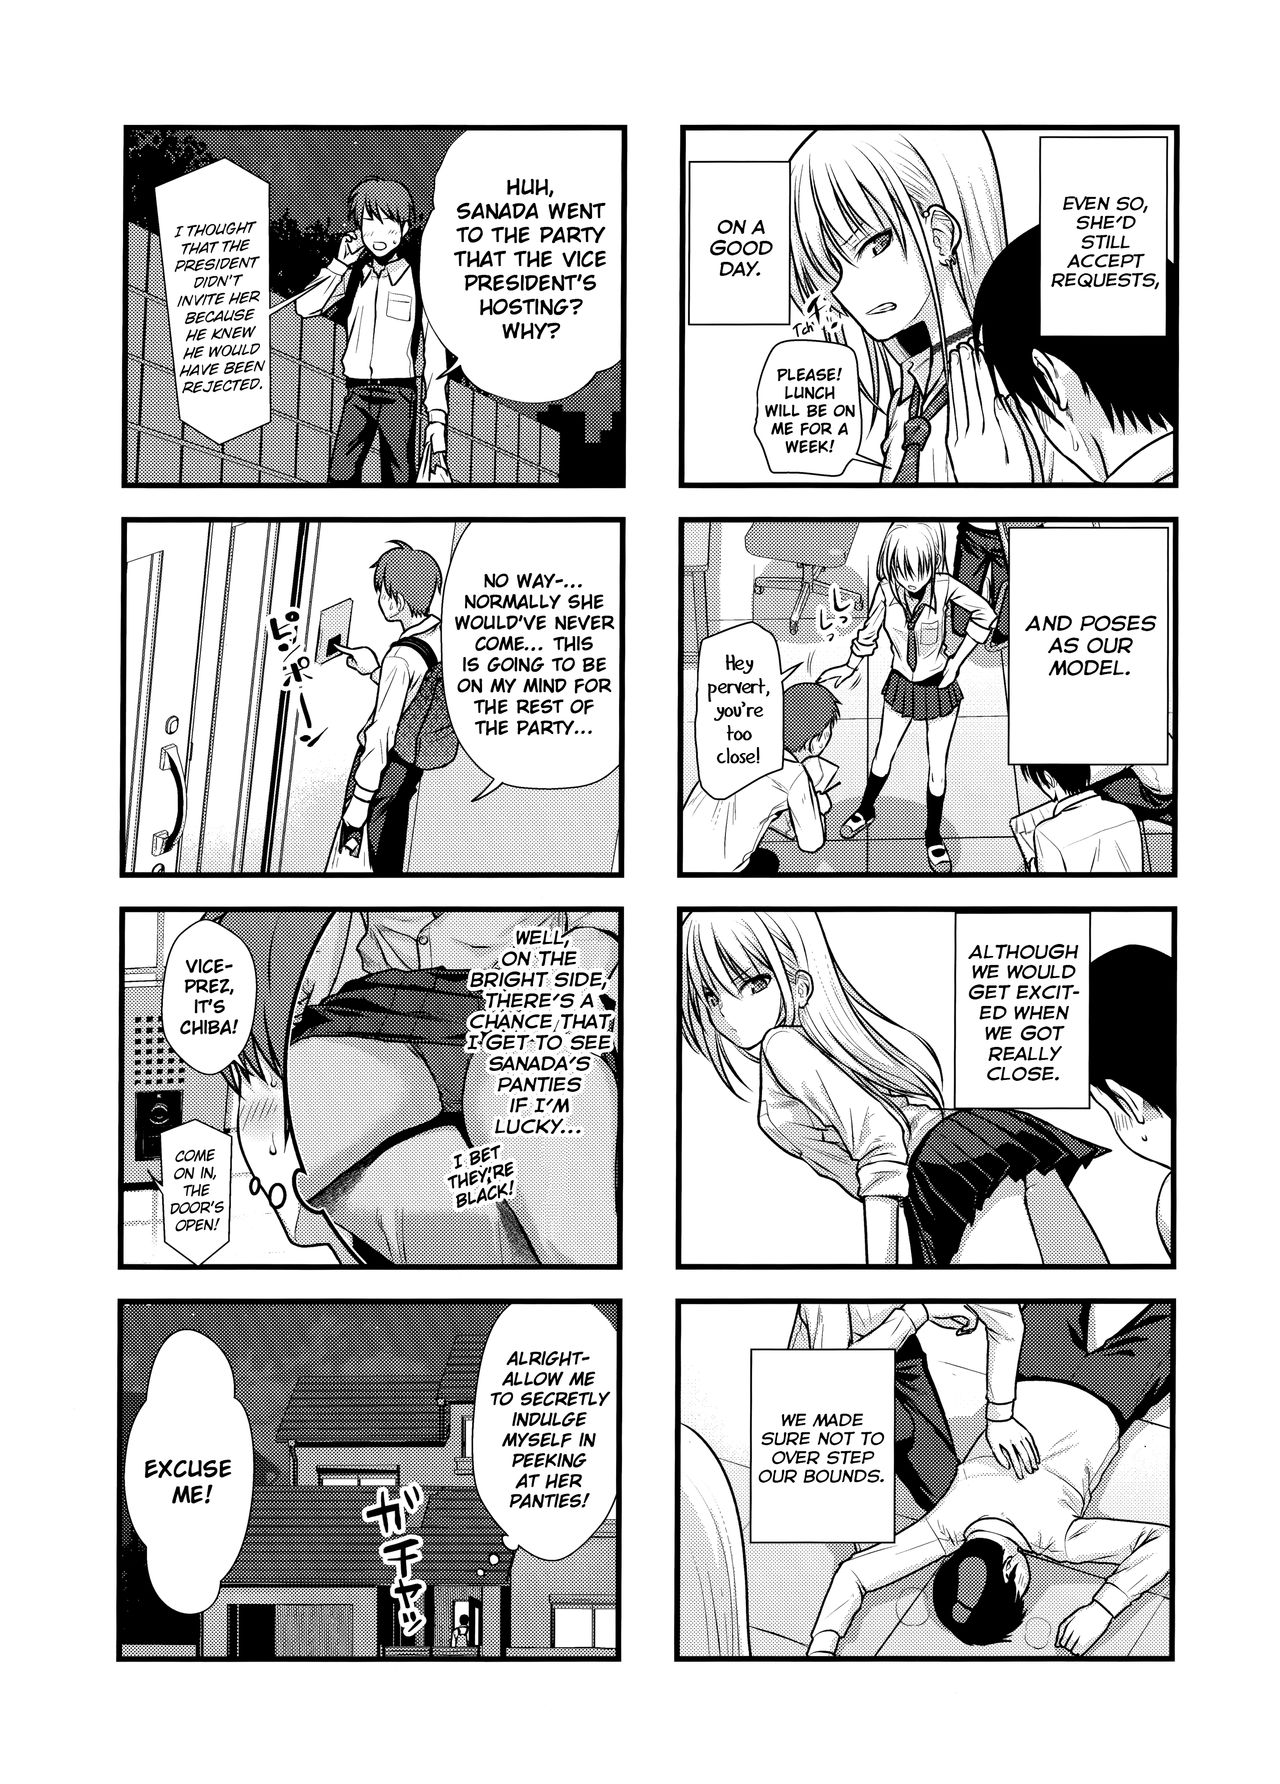 EVEN SO,
SHE'D
STILL
ACCEPT
REQUESTS,
ON A
GOOD
DAY.
チッ
Tch
PLEASE!
LUNCH
WILL BE ON
ME FOR A
WEEK!
AND POSES
AS OUR
MODEL.
Hey
pervert,
you're
too
close!
ALTHOUGH
WE WOULD
GET EXCIT-
ED WHEN
WE GOT
REALLY
CLOSE.
WE MADE
SURE NOT TO
OVER STEP
OUR BOUNDS.
HUH,
SANADA WENT
TO THE PARTY
THAT THE VICE
PRESIDENT'S
HOSTING?
WHY?
I THOUGHT
THAT THE
PRESIDENT
DIDN'T
INVITE HER
BECAUSE
HE KNEW
HE WOULD
HAVE BEEN
REJECTED.
NO WAY-...
NORMALLY SHE
WOULD'VE NEVER
COME... THIS
IS GOING TO BE
ON MY MIND FOR
THE REST OF
THE PARTY...
ピンポーン
WELL,
ON THE
BRIGHT SIDE,
THERE'S A
CHANCE THAT
I GET TO SEE
SANADA'S
PANTIES
IF I'M
LUCKY...
I BET
THEY'RE
BLACK!
VICE-
PREZ,
IT'S
CHIBA!
COME
ON IN,
THE
DOOR'S
OPEN!
ALRIGHT-
ALLOW ME
TO SECRETLY
INDULGE
MYSELF IN
PEEKING
AT HER
PANTIES!
ガチャッ
EXCUSE
ME!